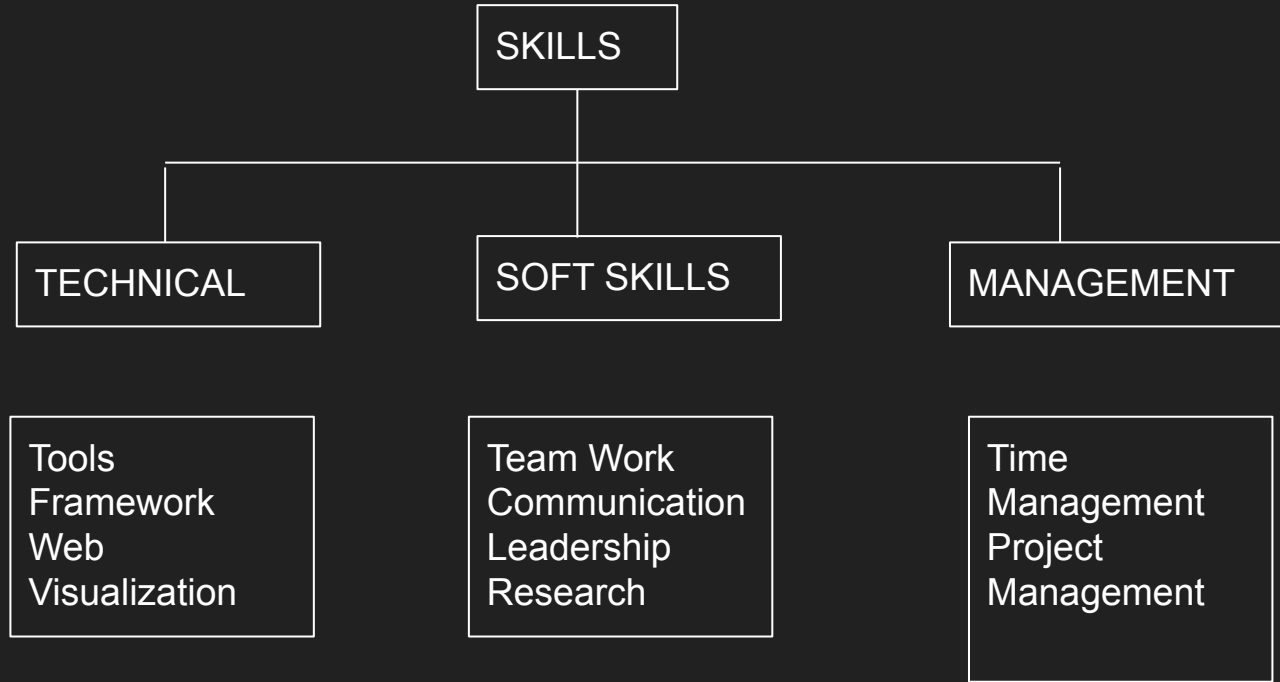 SKILLS
TECHNICAL
SOFT SKILLS
MANAGEMENT
Tools
Framework
Web
Visualization
Team Work
Communication
Leadership
Research
Time
Management
Project
Management